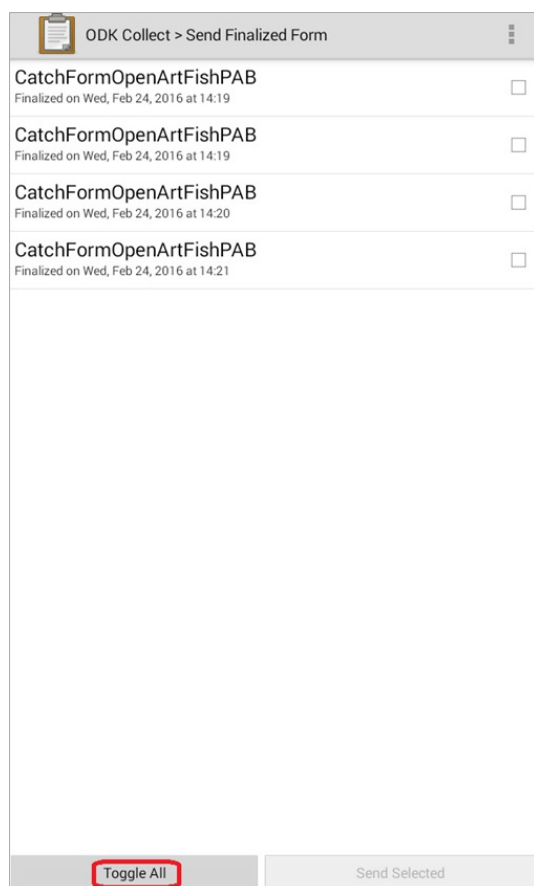 ODK Collect > Send Finalized Form
CatchFormOpenArtFishPAB
Finalized on Wed, Feb 24, 2016 at 14:19
CatchFormOpenArtFishPAB
Finalized on Wed, Feb 24, 2016 at 14:19
CatchFormOpenArtFishPAB
Finalized on Wed, Feb 24, 2016 at 14:20
CatchFormOpenArtFishPAB
Finalized on Wed, Feb 24, 2016 at 14:21
Toggle All
Send Selected